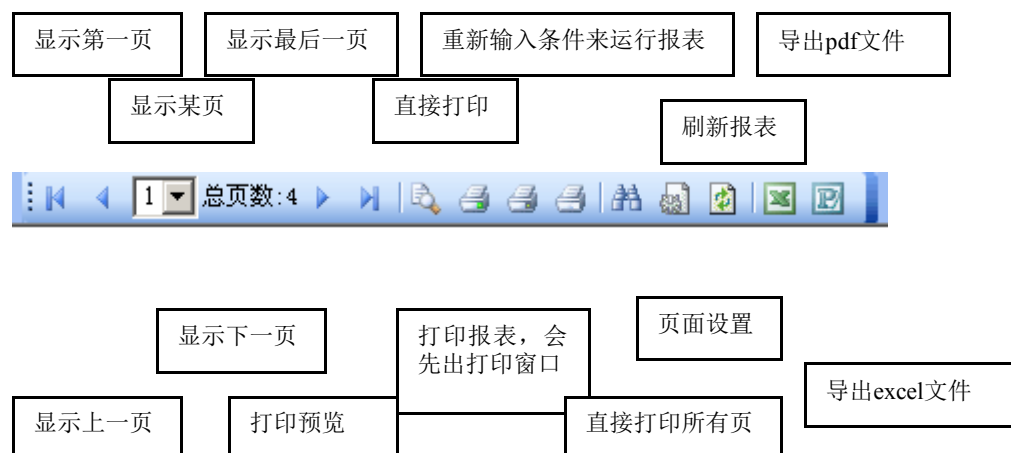 显示第一页
显示最后一页
重新输入条件来运行报表
导出pdf文件
显示某页
直接打印
刷新报表
1
总页数:4
显示下一页
打印报表，会
先出打印窗口
页面设置
导出excel文件
显示上一页
打印预览
直接打印所有页